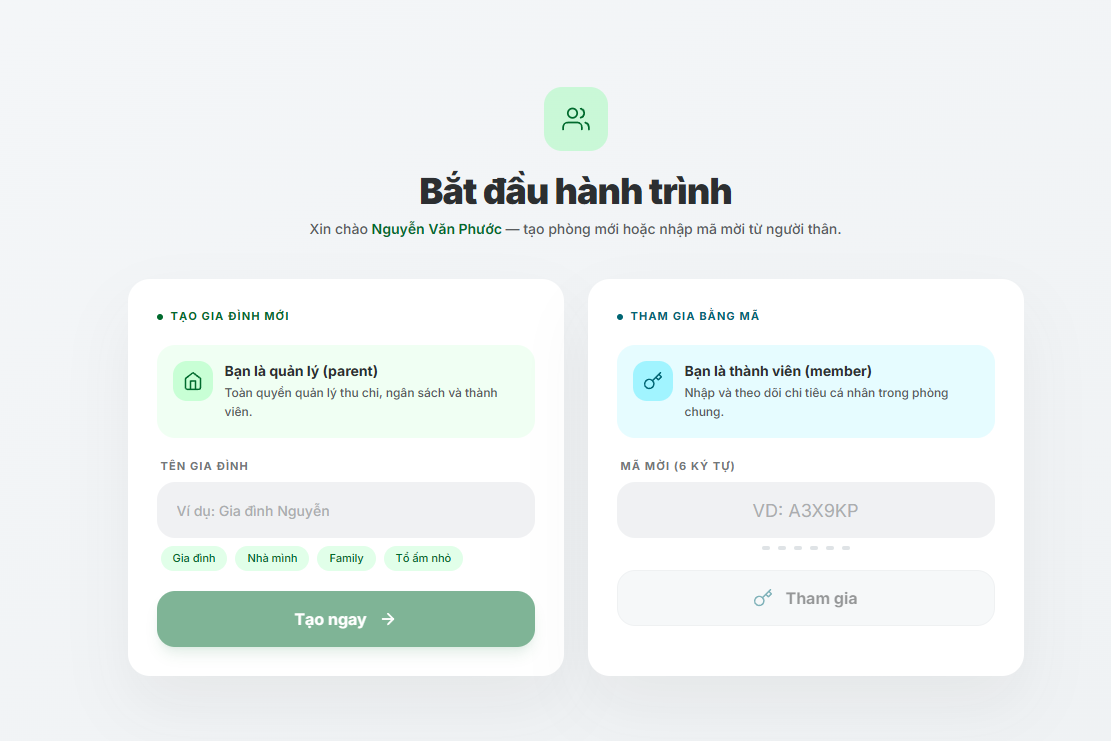 Bắt đầu hành trình
Xin chào Nguyễn Văn Phước — tạo phòng mới hoặc nhập mã mời từ người thân.
TẠO GIA ĐÌNH MỚI
Bạn là quản lý (parent)
Toàn quyền quản lý thu chi, ngân sách và thành
viên.
TÊN GIA ĐÌNH
Ví dụ: Gia đình Nguyễn
Gia đình
Nhà mình
Family
Tổ ấm nhỏ
Tạo ngay
THAM GIA BẰNG MÃ
Bạn là thành viên (member)
Nhập và theo dõi chi tiêu cá nhân trong phòng
chung.
MÃ MỜI (6 KÝ TỰ)
VD: A3X9KP
Tham gia